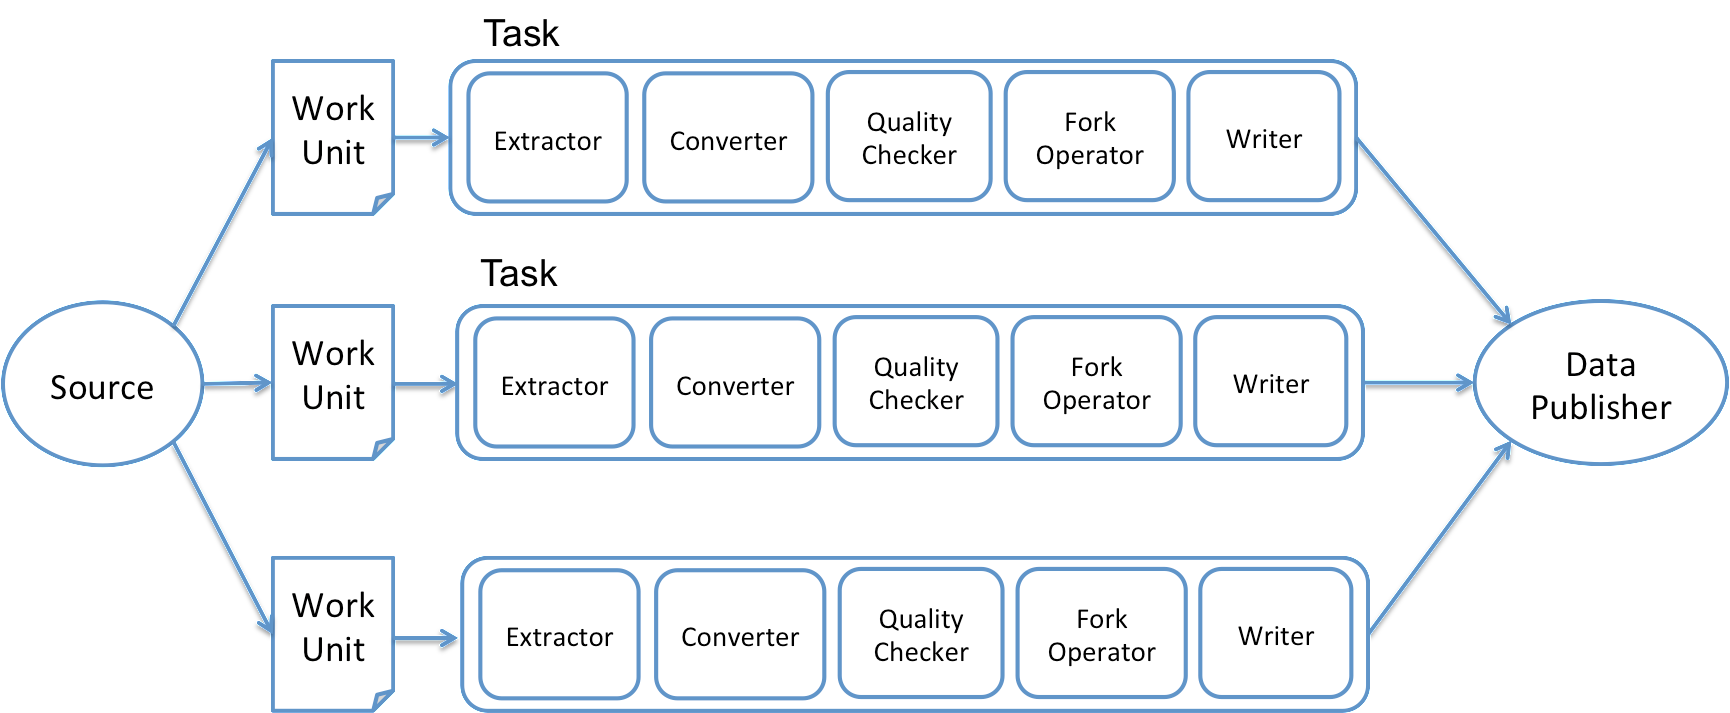 Task
Work
Unit
Extractor
Converter
Quality
Checker
Fork
Operator
Writer
Task
Source
Work
Unit
Extractor
Converter
Quality
Checker
Fork
Operator
Writer
Data
Publisher
Work
Unit
Extractor
Converter
Quality
Checker
Fork
Operator
Writer